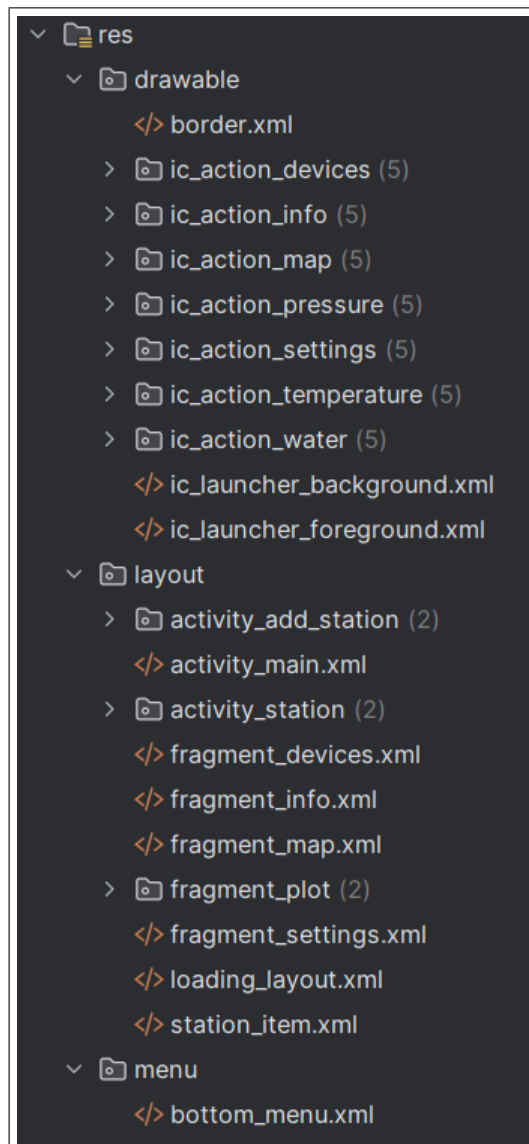 res
drawable
</> border.xml
ic_action_devices (5)
ic_action_info (5)
ic_action_map (5)
ic_action_pressure (5)
ic_action_settings (5)
ic_action_temperature (5)
ic_action_water (5)
</> ic_launcher_background.xml
</> ic_launcher_foreground.xml
layout
activity_add_station (2)
</> activity_main.xml
activity_station (2)
</> fragment_devices.xml
</> fragment_info.xml
</> fragment_map.xml
fragment_plot (2)
</> fragment_settings.xml
</> loading_layout.xml
</> station_item.xml
menu
</> bottom_menu.xml